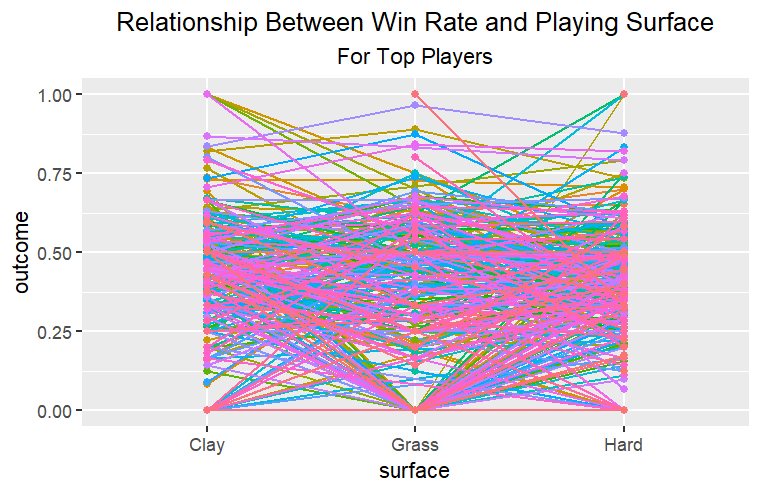 Relationship Between Win Rate and Playing Surface
For Top Players
1.00
0.75
0.50
0.25
0.00
outcome
Clay Grass Hard
surface